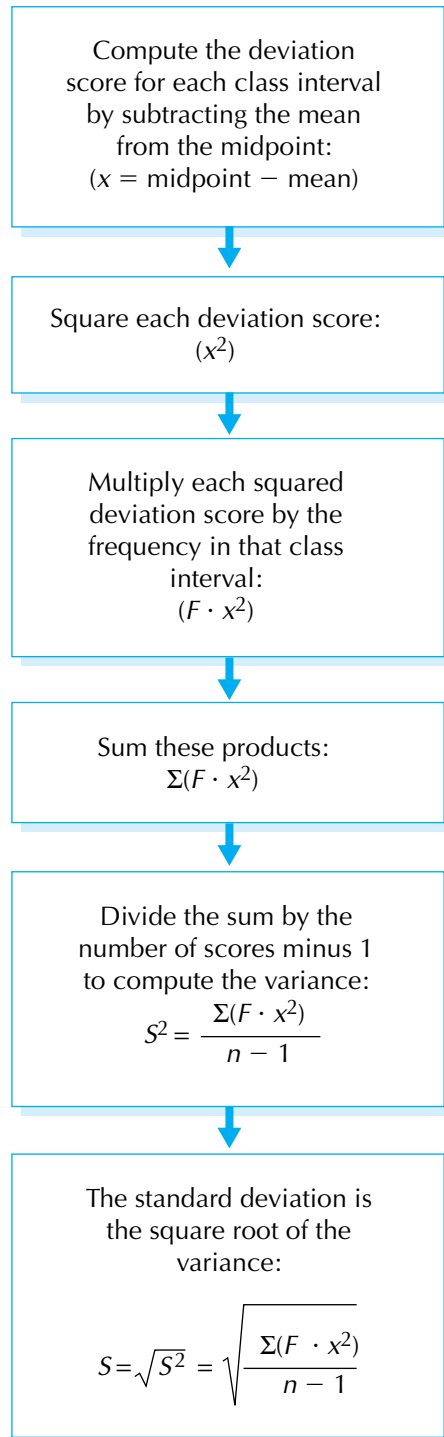 Compute the deviation
score for each class interval
by subtracting the mean
from the midpoint:
(x = midpoint − mean)
Square each deviation score:
(x²)
Multiply each squared
deviation score by the
frequency in that class
interval:
(F · x²)
Sum these products:
Σ(F · x²)
Divide the sum by the
number of scores minus 1
to compute the variance:
S² = Σ(F · x²) / n − 1
The standard deviation is
the square root of the
variance:
S = √S² = √Σ(F · x²) / n − 1